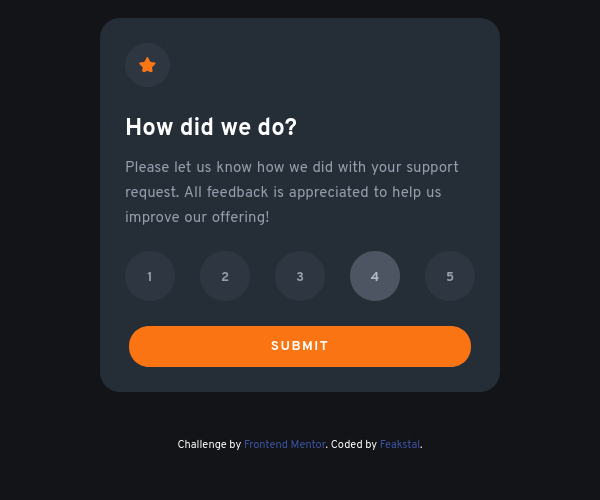 How did we do?
Please let us know how we did with your support
request. All feedback is appreciated to help us
improve our offering!
1 2 3 4 5
SUBMIT
Challenge by Frontend Mentor. Coded by Feakstal.